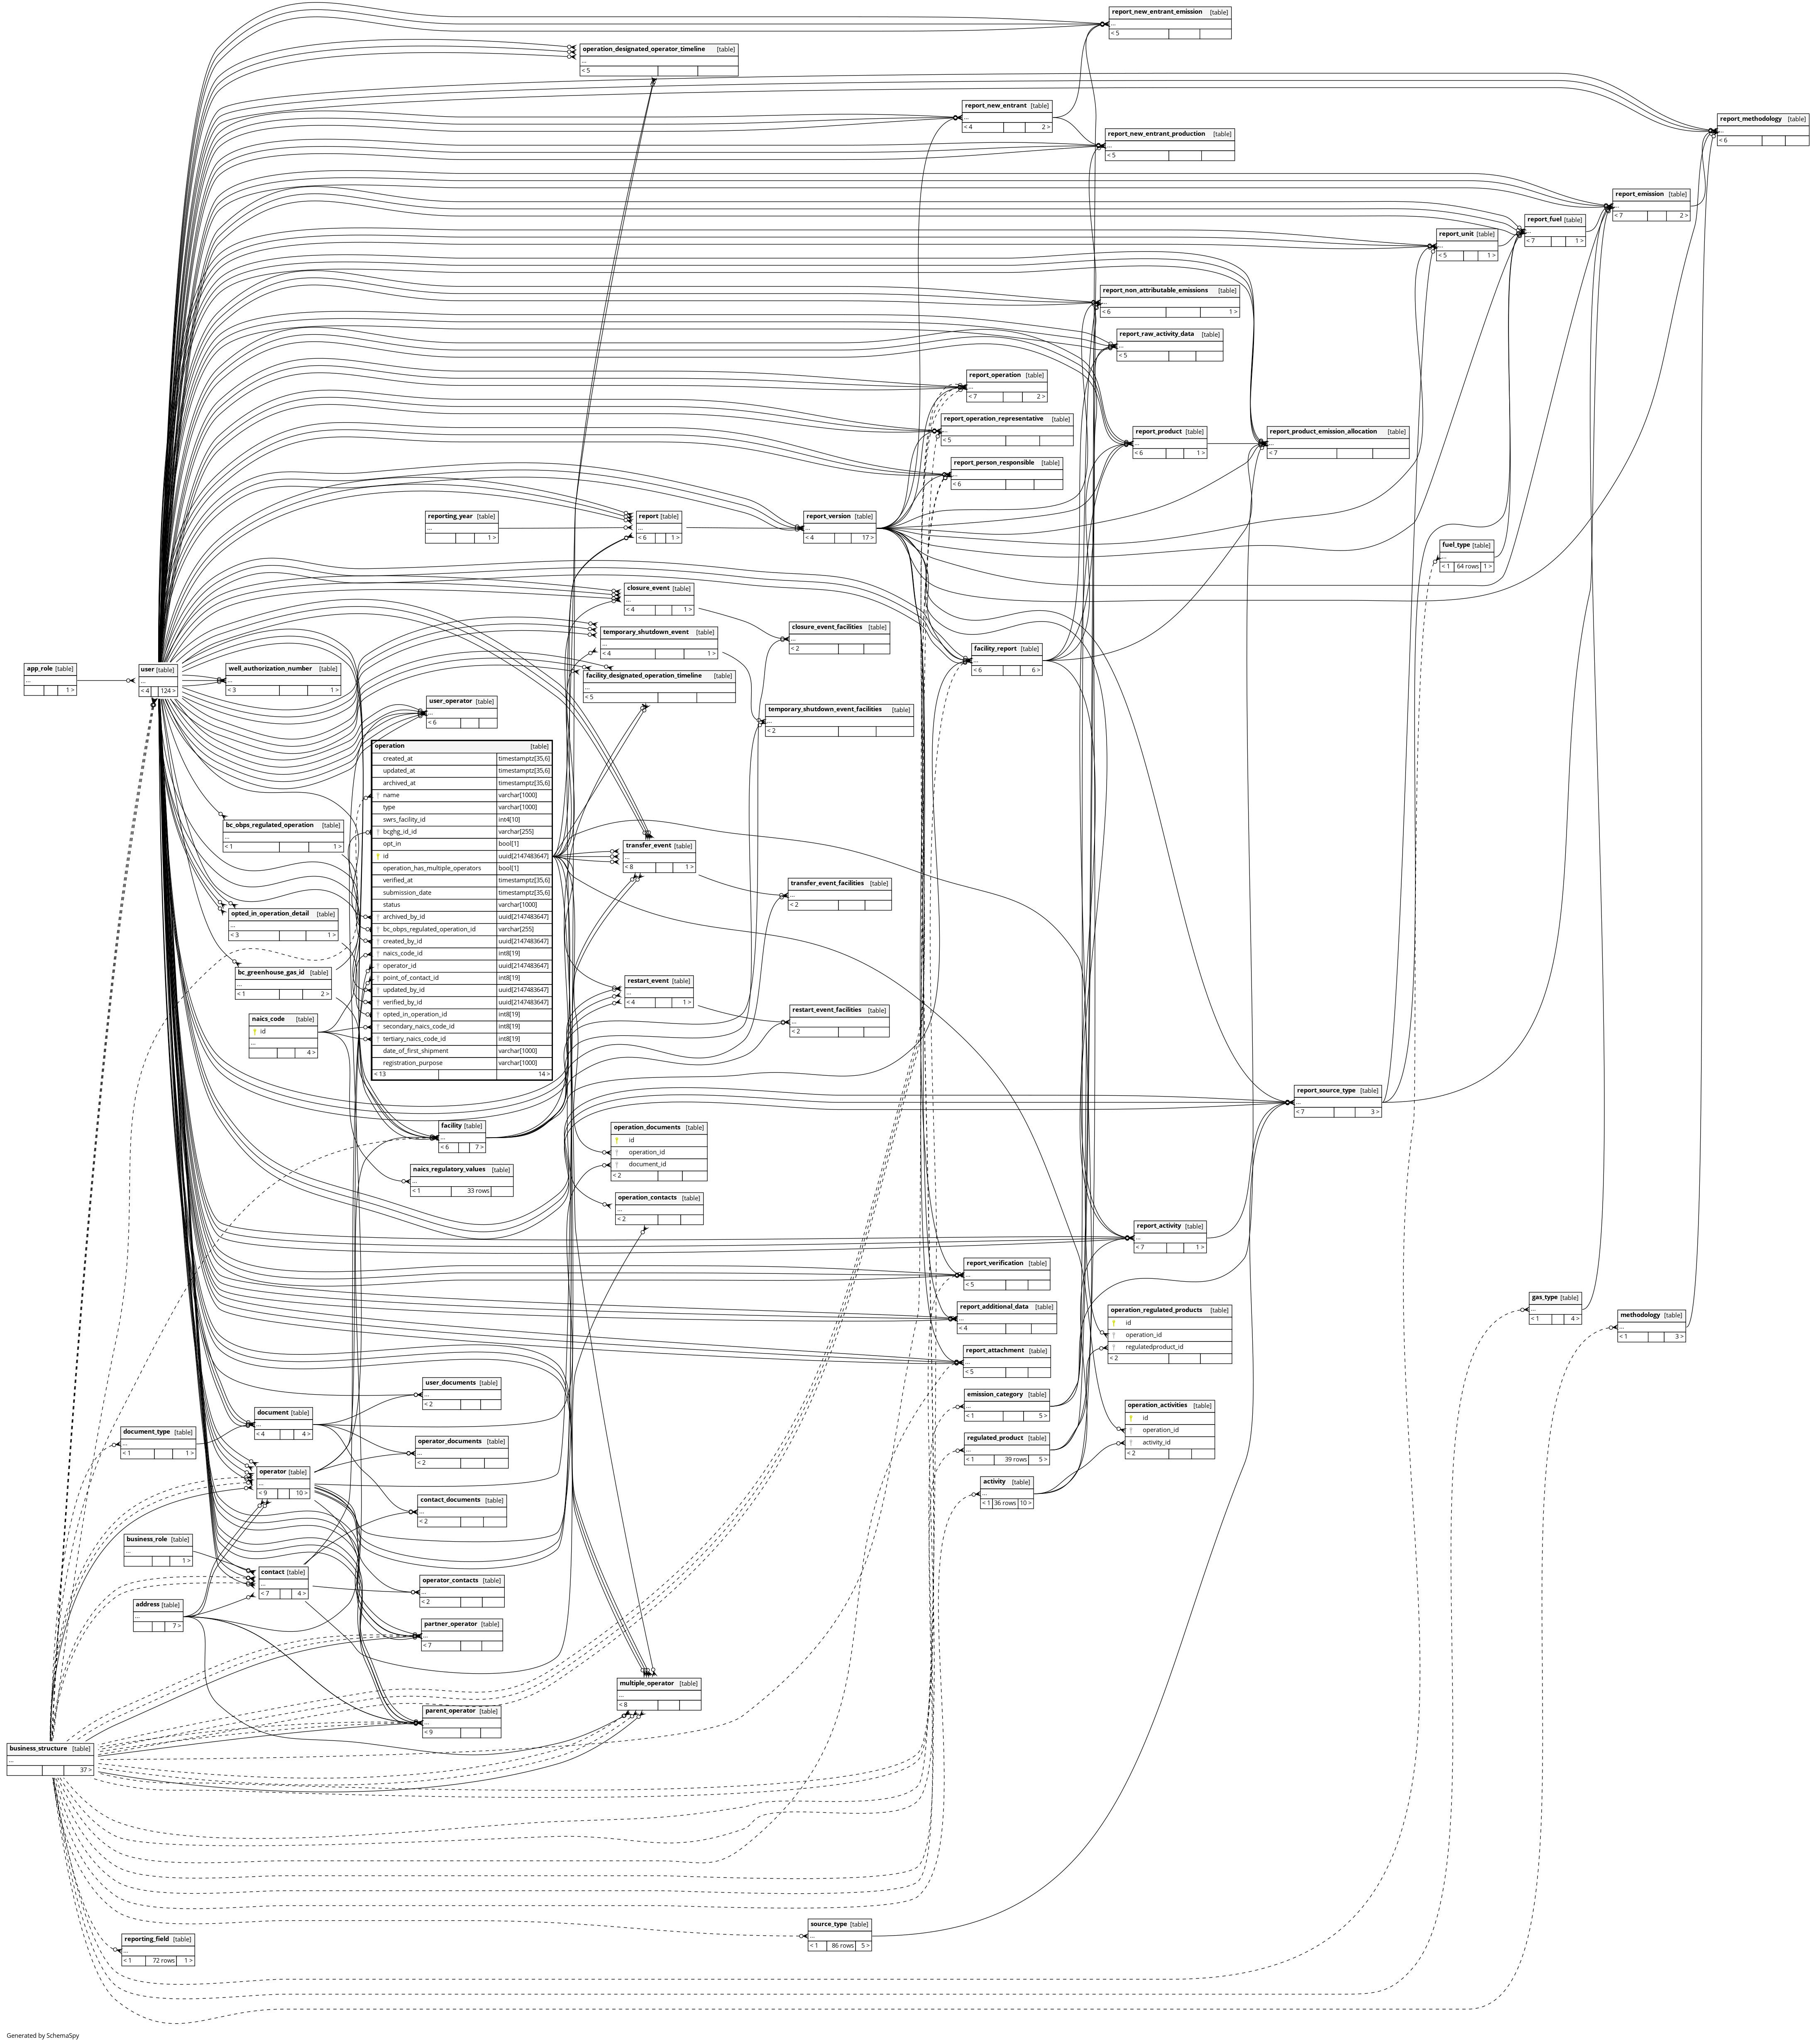 report_new_entrant_emission [table]
...
< 5
operation_designated_operator_timeline [table]
...
< 5
report_new_entrant [table]
...
< 4 2 >
report_methodology [table]
...
< 6
report_new_entrant_production [table]
...
< 5
report_emission [table]
...
< 7 2 >
report_fuel [table]
...
< 7 1 >
report_unit [table]
...
< 5 1 >
report_non_attributable_emissions [table]
...
< 6 1 >
report_raw_activity_data [table]
...
< 5
report_operation [table]
...
< 7 2 >
report_operation_representative [table]
...
< 5
report_product [table]
...
< 6 1 >
report_product_emission_allocation [table]
...
< 7
report_person_responsible [table]
...
< 6
reporting_year [table]
...
1 >
report [table]
...
< 6 1 >
report_version [table]
...
< 4 17 >
fuel_type [table]
...
< 1 64 rows 1 >
closure_event [table]
...
< 4 1 >
closure_event_facilities [table]
...
< 2
temporary_shutdown_event [table]
...
< 4 1 >
facility_report [table]
...
< 6 6 >
app_role [table]
...
1 >
user [table]
...
< 4 124 >
well_authorization_number [table]
...
< 3 1 >
facility_designated_operation_timeline [table]
...
< 5
user_operator [table]
...
< 6
temporary_shutdown_event_facilities [table]
...
< 2
operation [table]
created_at timestamptz[35,6]
updated_at timestamptz[35,6]
archived_at timestamptz[35,6]
name varchar[1000]
type varchar[1000]
swrs_facility_id int4[10]
bcghg_id_id varchar[255]
opt_in bool[1]
id uuid[2147483647]
operation_has_multiple_operators bool[1]
verified_at timestamptz[35,6]
submission_date timestamptz[35,6]
status varchar[1000]
archived_by_id uuid[2147483647]
bc_obps_regulated_operation_id varchar[255]
created_by_id uuid[2147483647]
naics_code_id int8[19]
operator_id uuid[2147483647]
point_of_contact_id int8[19]
updated_by_id uuid[2147483647]
verified_by_id uuid[2147483647]
opted_in_operation_id int8[19]
secondary_naics_code_id int8[19]
tertiary_naics_code_id int8[19]
date_of_first_shipment varchar[1000]
registration_purpose varchar[1000]
< 13 14 >
bc_obps_regulated_operation [table]
...
< 1 1 >
transfer_event [table]
...
< 8 1 >
transfer_event_facilities [table]
...
< 2
opted_in_operation_detail [table]
...
< 3 1 >
bc_greenhouse_gas_id [table]
...
< 1 2 >
restart_event [table]
...
< 4 1 >
restart_event_facilities [table]
...
< 2
naics_code [table]
id
...
4 >
report_source_type [table]
...
< 7 3 >
facility [table]
...
< 6 7 >
operation_documents [table]
id
operation_id
document_id
< 2
naics_regulatory_values [table]
...
< 1 33 rows
operation_contacts [table]
...
< 2
report_activity [table]
...
< 7 1 >
report_verification [table]
...
< 5
gas_type [table]
...
< 1 4 >
methodology [table]
...
< 1 3 >
report_additional_data [table]
...
< 4
operation_regulated_products [table]
id
operation_id
regulatedproduct_id
< 2
report_attachment [table]
...
< 5
user_documents [table]
...
< 2
emission_category [table]
...
< 1 5 >
operation_activities [table]
id
operation_id
activity_id
< 2
document [table]
...
< 4 4 >
document_type [table]
...
< 1 1 >
operator_documents [table]
...
< 2
regulated_product [table]
...
< 1 39 rows 5 >
operator [table]
...
< 9 10 >
activity [table]
...
< 1 36 rows 10 >
contact_documents [table]
...
< 2
business_role [table]
...
1 >
contact [table]
...
< 7 4 >
operator_contacts [table]
...
< 2
address [table]
...
7 >
partner_operator [table]
...
< 7
multiple_operator [table]
...
< 8
parent_operator [table]
...
< 9
business_structure [table]
...
37 >
source_type [table]
...
< 1 86 rows 5 >
reporting_field [table]
...
< 1 72 rows 1 >
Generated by SchemaSpy